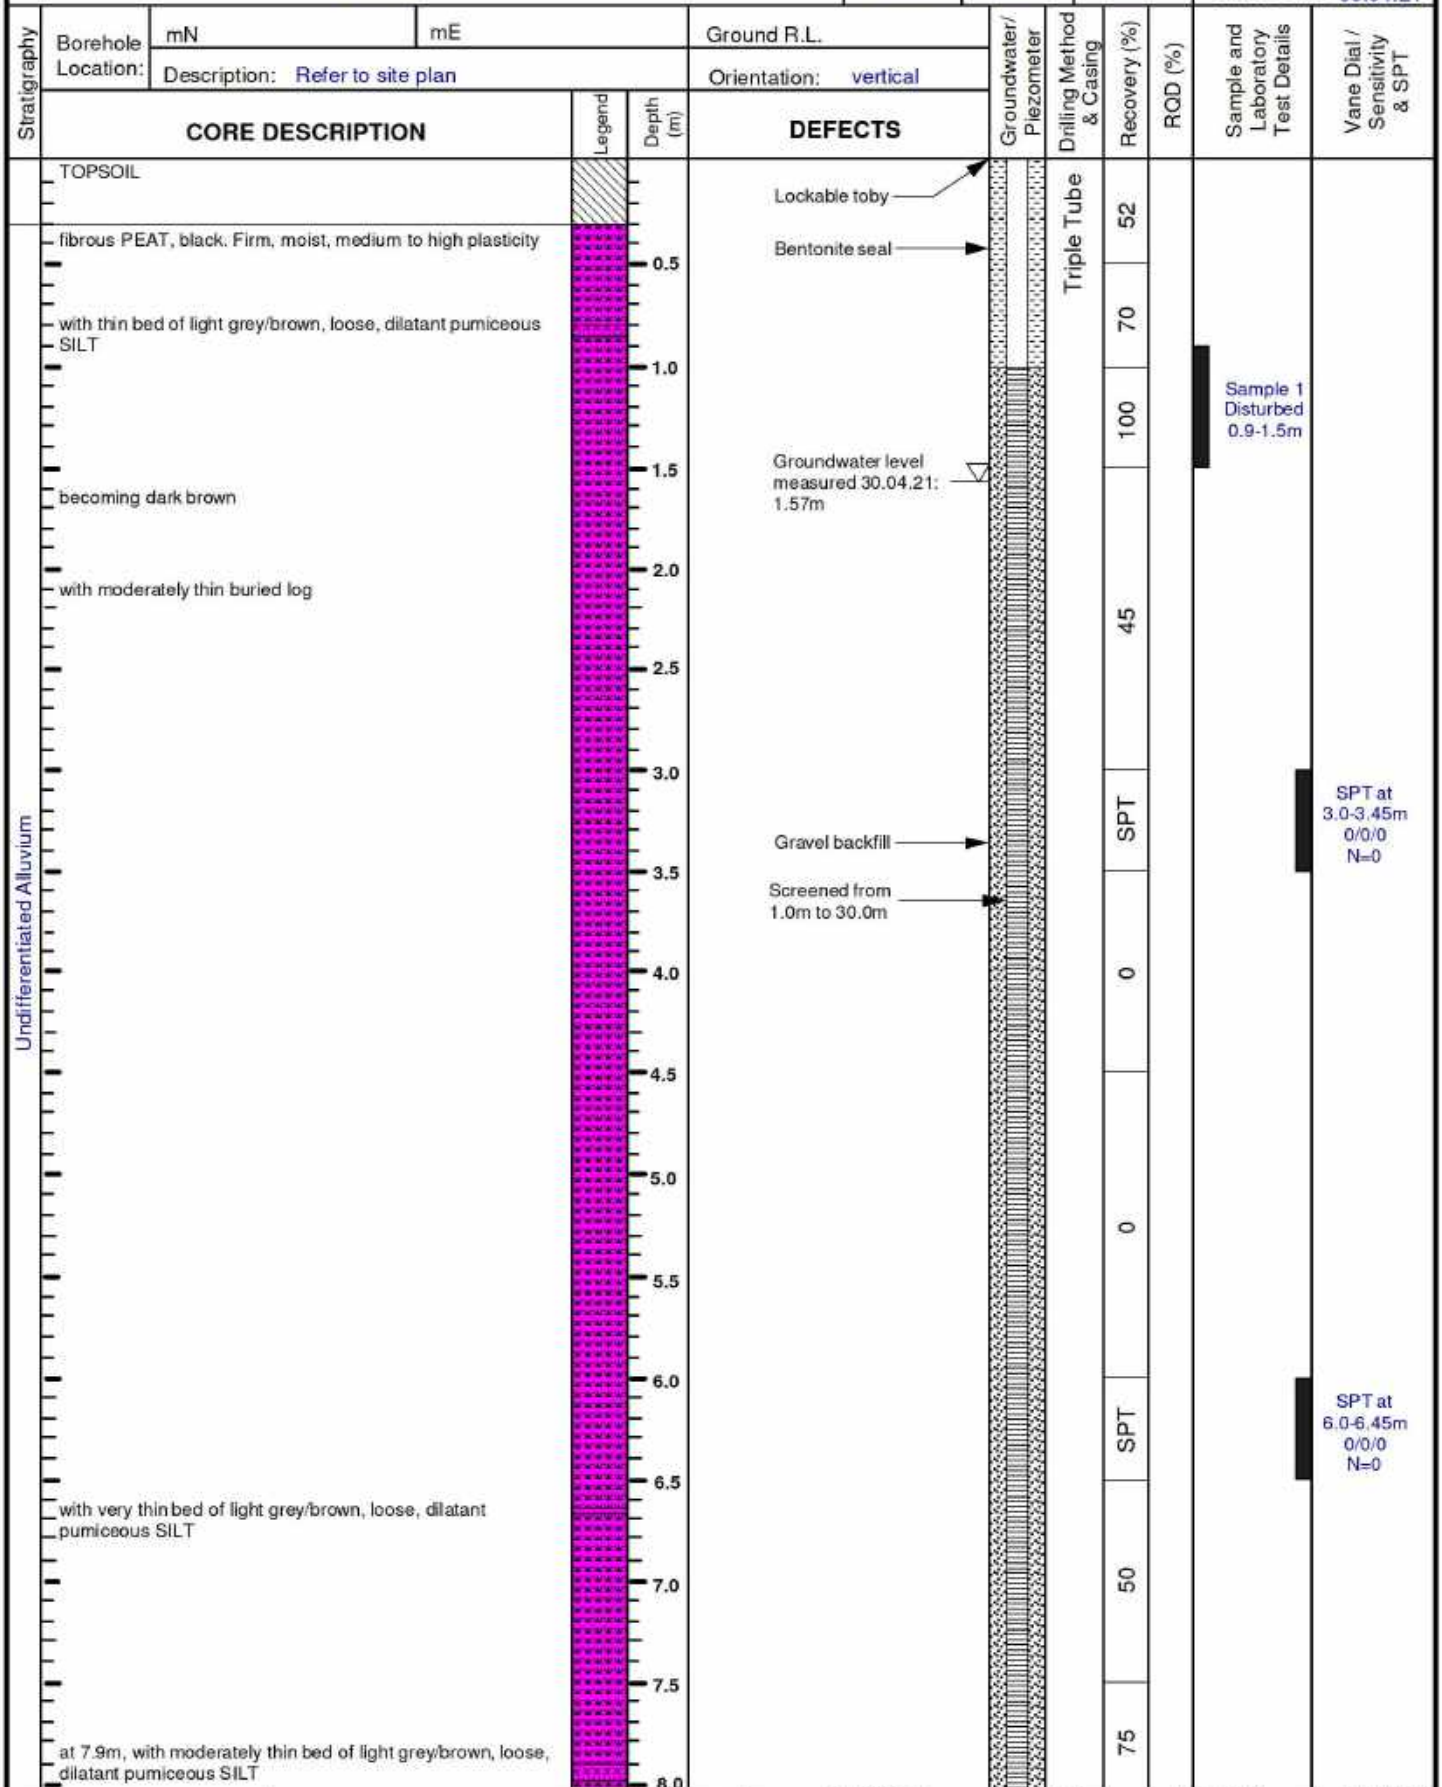 Stratigraphy
Borehole
Location:
mN
mE
Description: Refer to site plan
Ground R.L.
Orientation: vertical
CORE DESCRIPTION
Legend
Depth
(m)
DEFECTS
Groundwater/
Piezometer
Drilling Method
& Casing
Recovery (%)
RQD (%)
Sample and
Laboratory
Test Details
Vane Dial /
Sensitivity
& SPT
TOPSOIL
Lockable toby
Triple Tube
52
fibrous PEAT, black. Firm, moist, medium to high plasticity
Bentonite seal
0.5
with thin bed of light grey/brown, loose, dilatant pumiceous
SILT
70
1.0
Sample 1
Disturbed
0.9-1.5m
100
Groundwater level
measured 30.04.21:
1.57m
1.5
becoming dark brown
2.0
with moderately thin buried log
45
2.5
3.0
SPT
SPT at
3.0-3.45m
0/0/0
N=0
Gravel backfill
3.5
Screened from
1.0m to 30.0m
Undifferentiated Alluvium
4.0
0
4.5
5.0
0
5.5
6.0
SPT
SPT at
6.0-6.45m
0/0/0
N=0
6.5
with very thin bed of light grey/brown, loose, dilatant
pumiceous SILT
7.0
50
7.5
75
at 7.9m, with moderately thin bed of light grey/brown, loose,
dilatant pumiceous SILT
8.0